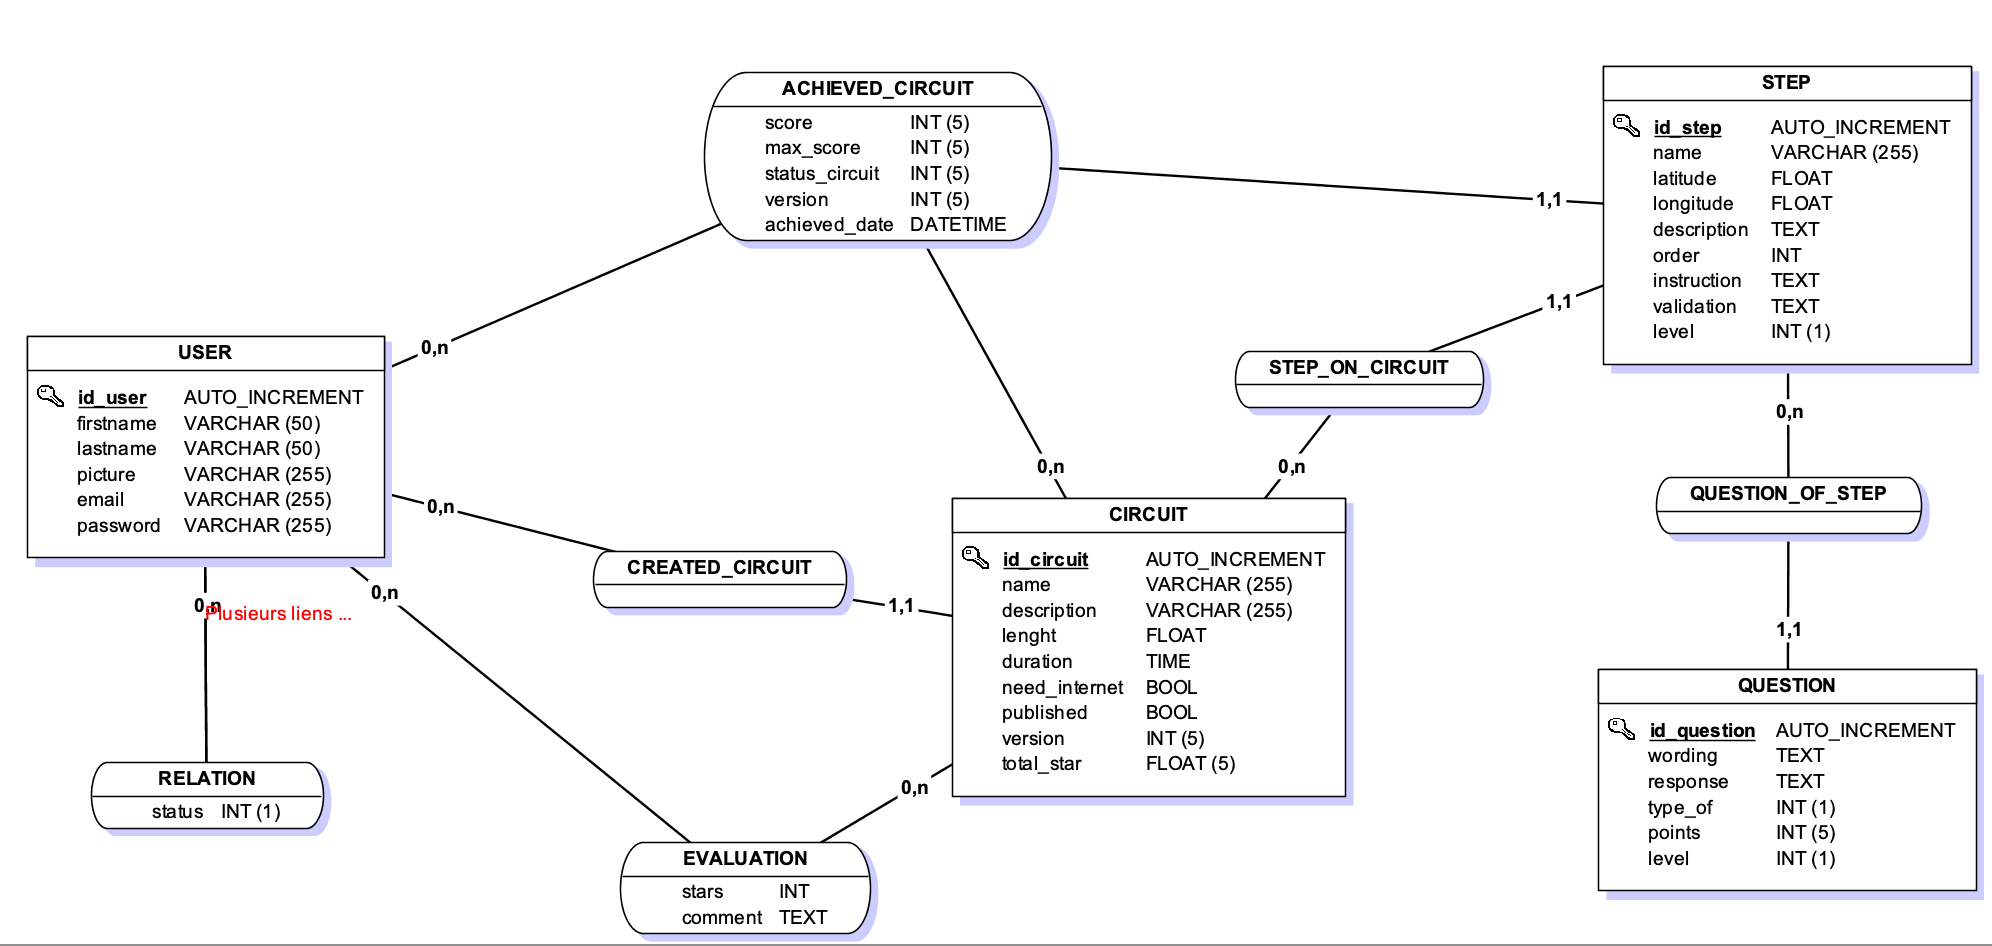 ACHIEVED_CIRCUIT
score INT (5)
max_score INT (5)
status_circuit INT (5)
version INT (5)
achieved_date DATETIME
STEP
id_step AUTO_INCREMENT
name VARCHAR (255)
latitude FLOAT
longitude FLOAT
description TEXT
order INT
instruction TEXT
validation TEXT
level INT (1)
1,1
1,1
0,n
USER
id_user AUTO_INCREMENT
firstname VARCHAR (50)
lastname VARCHAR (50)
picture VARCHAR (255)
email VARCHAR (255)
password VARCHAR (255)
STEP_ON_CIRCUIT
0,n
0,n
0,n
0,n
QUESTION_OF_STEP
CREATED_CIRCUIT
1,1
0,n
0,n
Plusieurs liens ...
CIRCUIT
id_circuit AUTO_INCREMENT
name VARCHAR (255)
description VARCHAR (255)
lenght FLOAT
duration TIME
need_internet BOOL
published BOOL
version INT (5)
total_star FLOAT (5)
1,1
QUESTION
id_question AUTO_INCREMENT
wording TEXT
response TEXT
type_of INT (1)
points INT (5)
level INT (1)
RELATION
status INT (1)
0,n
EVALUATION
stars INT
comment TEXT